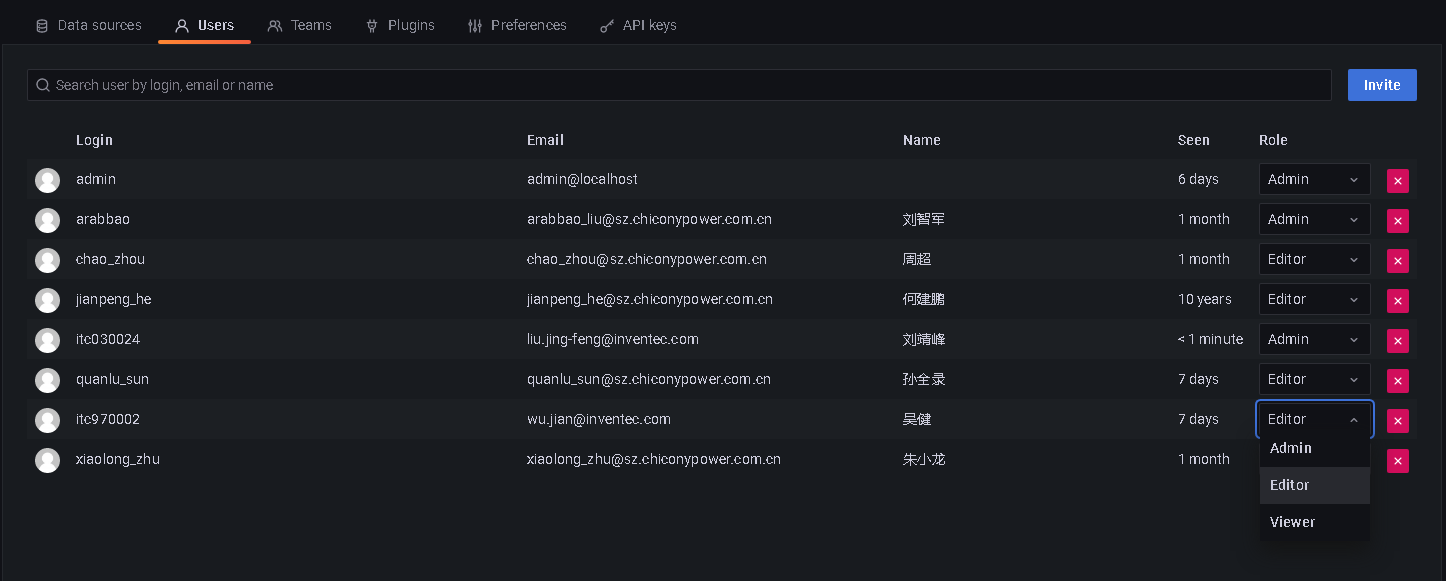 Data sources Users Teams Plugins Preferences API keys
Search user by login, email or name Invite
Login Email Name Seen Role
admin admin@localhost 6 days Admin
arabbao arabbao_liu@sz.chiconypower.com.cn 刘智军 1 month Admin
chao_zhou chao_zhou@sz.chiconypower.com.cn 周超 1 month Editor
jianpeng_he jianpeng_he@sz.chiconypower.com.cn 何建鹏 10 years Editor
itc030024 liu.jing-feng@inventec.com 刘靖峰 < 1 minute Admin
quanlu_sun quanlu_sun@sz.chiconypower.com.cn 孙全录 7 days Editor
itc970002 wu.jian@inventec.com 吴健 7 days Editor
Admin
xiaolong_zhu xiaolong_zhu@sz.chiconypower.com.cn 朱小龙 1 month
Editor
Viewer